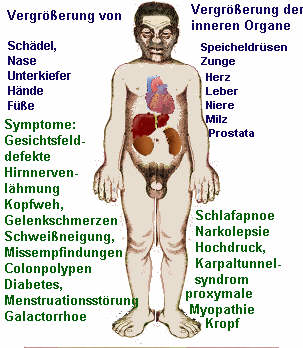 Vergrößerung von
Schädel,
Nase
Unterkiefer
Hände
Füße
Symptome:
Gesichtsfeld-
defekte
Hirnnerven-
lähmung
Kopfweh,
Gelenkschmerzen
Schweißneigung,
Missempfindungen
Colonpolypen
Diabetes,
Menstruationsstörung
Galactorrhoe
Vergrößerung der
inneren Organe
Speicheldrüsen
Zunge
Herz
Leber
Niere
Milz
Prostata
Schlafapnoe
Narkolepsie
Hochdruck,
Karpaltunnel-
syndrom
proxymale
Myopathie
Kropf